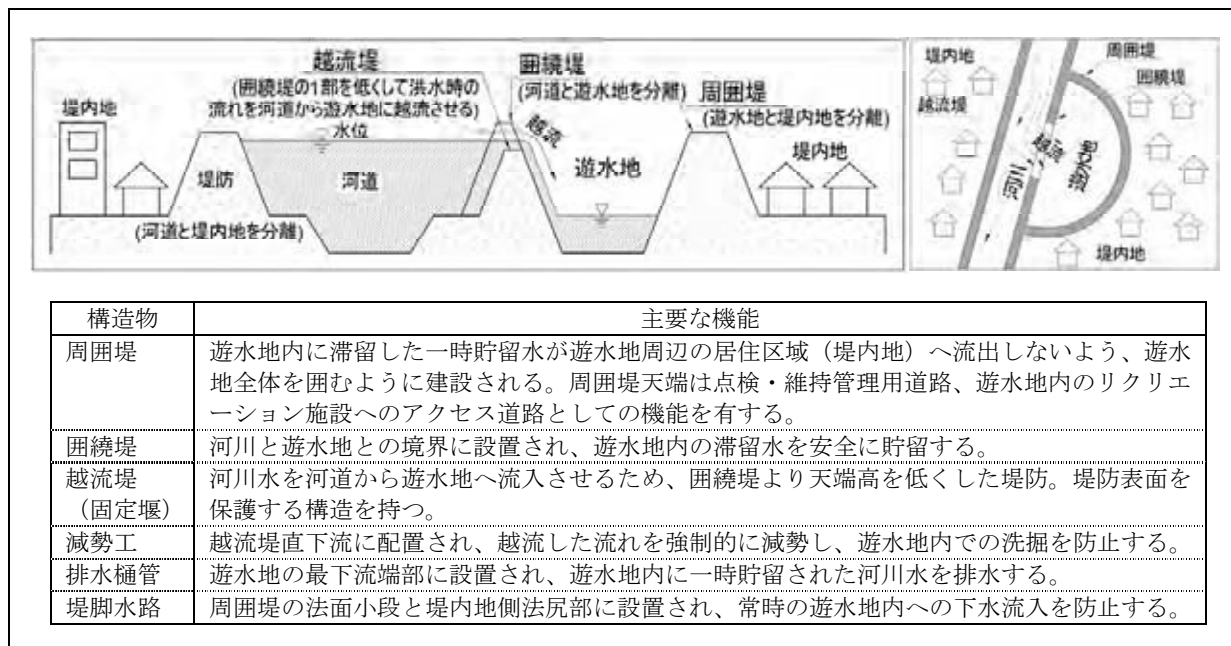 越流堤
(囲繞堤の1部を低くして洪水時の
流れを河道から遊水地に越流させる)
囲繞堤
(河道と遊水地を分離)
周囲堤
(遊水地と堤内地を分離)
堤内地
水位
越流
遊水地
堤内地
堤防
河道
(河道と堤内地を分離)
堤内地
周囲堤
囲繞堤
越流堤
越流
堤内地
構造物 主要な機能
周囲堤 遊水地内に滞留した一時貯留水が遊水地周辺の居住区域(堤内地)へ流出しないよう、遊水
地全体を囲むように建設される。周囲堤天端は点検・維持管理用道路、遊水地内のリクリエ
ーション施設へのアクセス道路としての機能を有する。
囲繞堤 河川と遊水地との境界に設置され、遊水地内の滞留水を安全に貯留する。
越流堤 河川水を河道から遊水地へ流入させるため、囲繞堤より天端高を低くした堤防。堤防表面を
(固定堰) 保護する構造を持つ。
減勢工 越流堤直下流に配置され、越流した流れを強制的に減勢し、遊水地内での洗掘を防止する。
排水樋管 遊水地の最下流端部に設置され、遊水地内に一時貯留された河川水を排水する。
堤脚水路 周囲堤の法面小段と堤内地側法尻部に設置され、常時の遊水地内への下水流入を防止する。